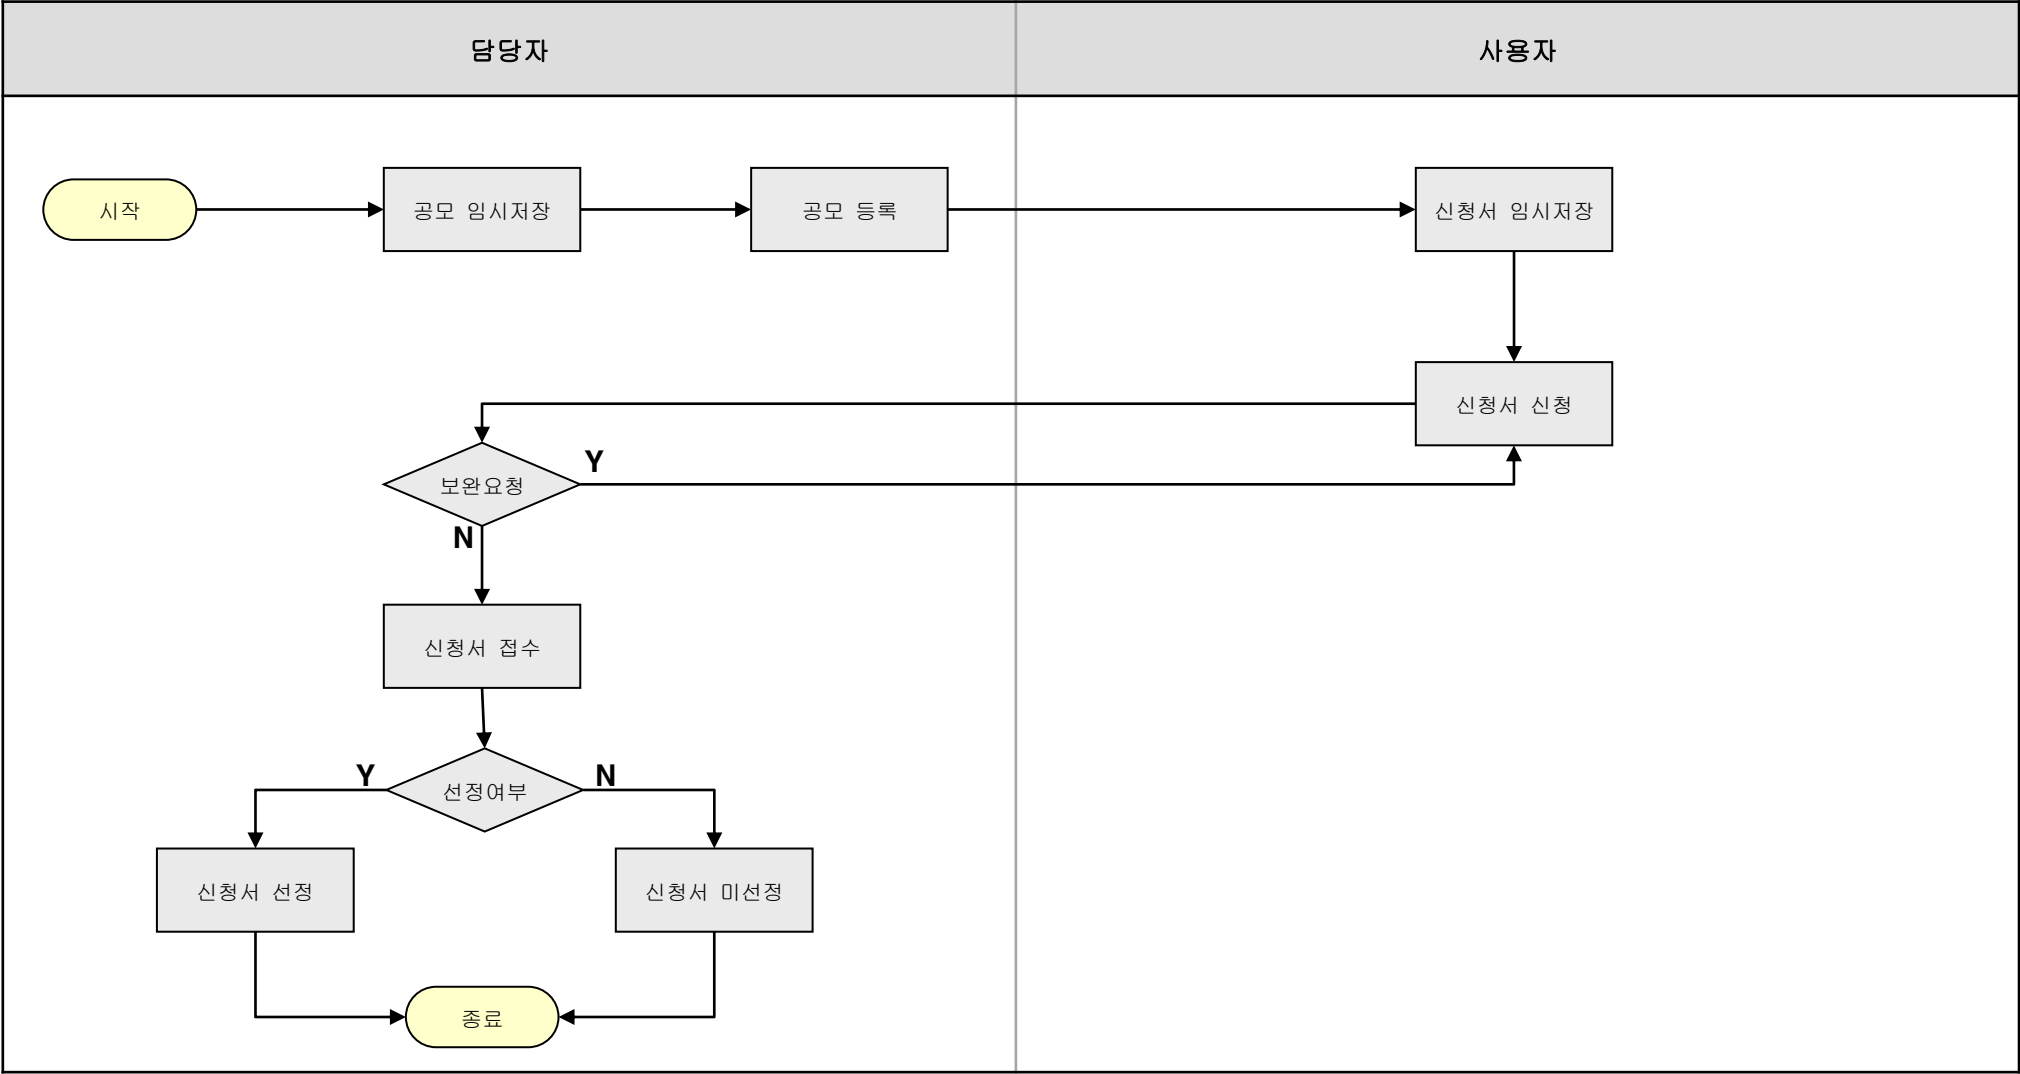 담당자
사용자
시작
공모 임시저장
공모 등록
신청서 임시저장
신청서 신청
보완요청
Y
N
신청서 접수
선정여부
Y
N
신청서 선정
신청서 미선정
종료